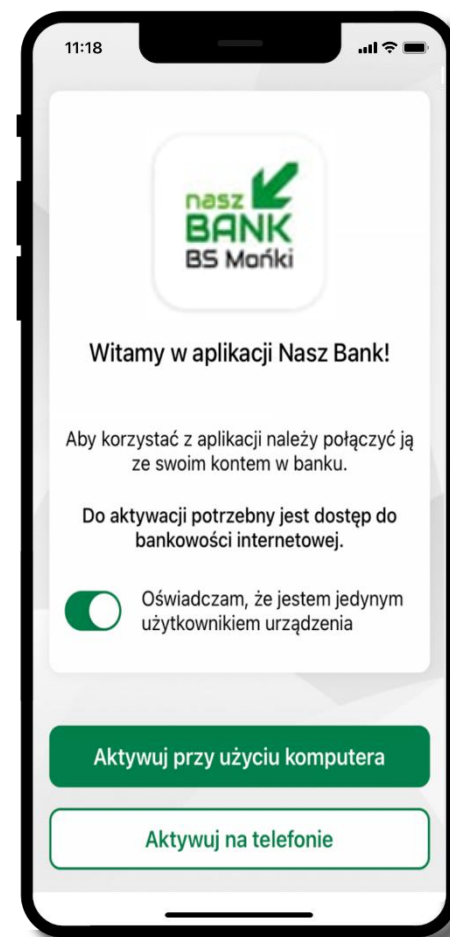 11:18
nasz
BANK
BS Mońki
Witamy w aplikacji Nasz Bank!
Aby korzystać z aplikacji należy połączyć ją
ze swoim kontem w banku.
Do aktywacji potrzebny jest dostęp do
bankowości internetowej.
Oświadczam, że jestem jedynym
użytkownikiem urządzenia
Aktywuj przy użyciu komputera
Aktywuj na telefonie